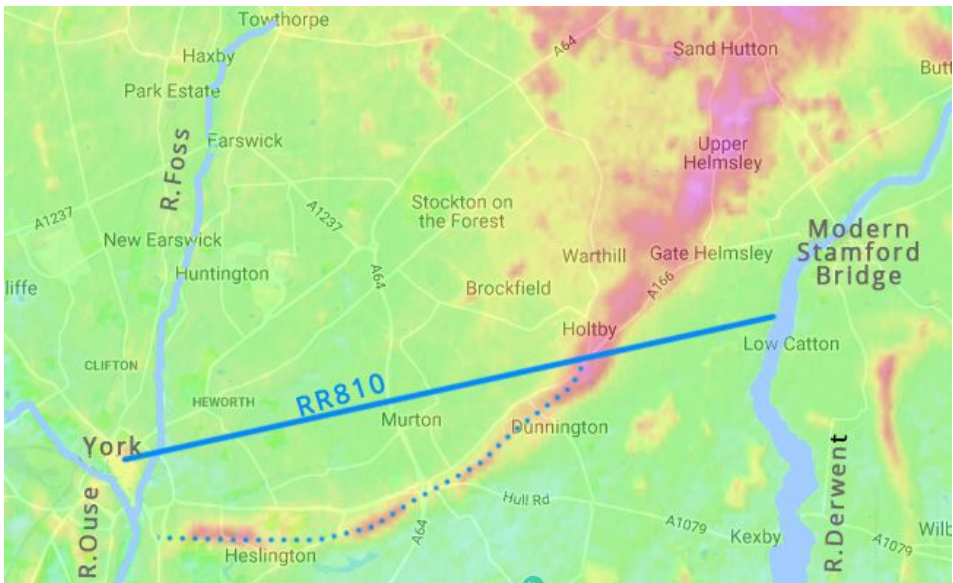 Towthorpe
A64
Sand Hutton
Haxby
Butt
Park Estate
R. Foss
Earswick
Upper
Helmsley
Stockton on
the Forest
A1237
A1237
New Earswick
Modern
Stamford
Bridge
Warthill
Gate Helmsley
Huntington
A64
A166
liffe
Brockfield
Holtby
Low Catton
CLIFTON
RR810
HEWORTH
Murton
Dunnington
York
R. Ouse
Hull Rd
A64
A1079
Kexby
R. Derwent
A1079
Wilb
Heslington